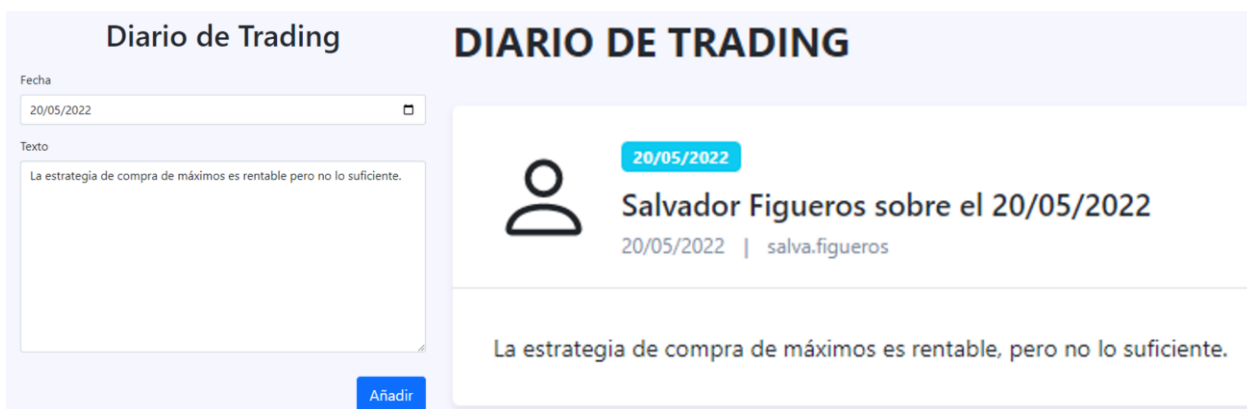 Diario de Trading
Fecha
20/05/2022
Texto
La estrategia de compra de máximos es rentable pero no lo suficiente.
Añadir
DIARIO DE TRADING
20/05/2022
Salvador Figueros sobre el 20/05/2022
20/05/2022 | salva.figueros
La estrategia de compra de máximos es rentable, pero no lo suficiente.